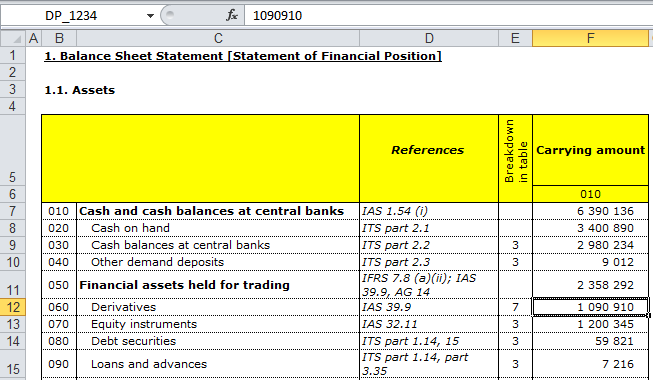 DP_1234 fx 1090910
A B C D E F
1 1. Balance Sheet Statement [Statement of Financial Position]
2
3 1.1. Assets
4
5 References Breakdown in table Carrying amount
6 010
7 010 Cash and cash balances at central banks IAS 1.54 (i) 6 390 136
8 020 Cash on hand ITS part 2.1 3 400 890
9 030 Cash balances at central banks ITS part 2.2 3 2 980 234
10 040 Other demand deposits ITS part 2.3 3 9 012
11 050 Financial assets held for trading IFRS 7.8 (a)(ii); IAS 39.9, AG 14 2 358 292
12 060 Derivatives IAS 39.9 7 1 090 910
13 070 Equity instruments IAS 32.11 3 1 200 345
14 080 Debt securities ITS part 1.14, 15 3 59 821
15 090 Loans and advances ITS part 1.14, part 3.35 3 7 216